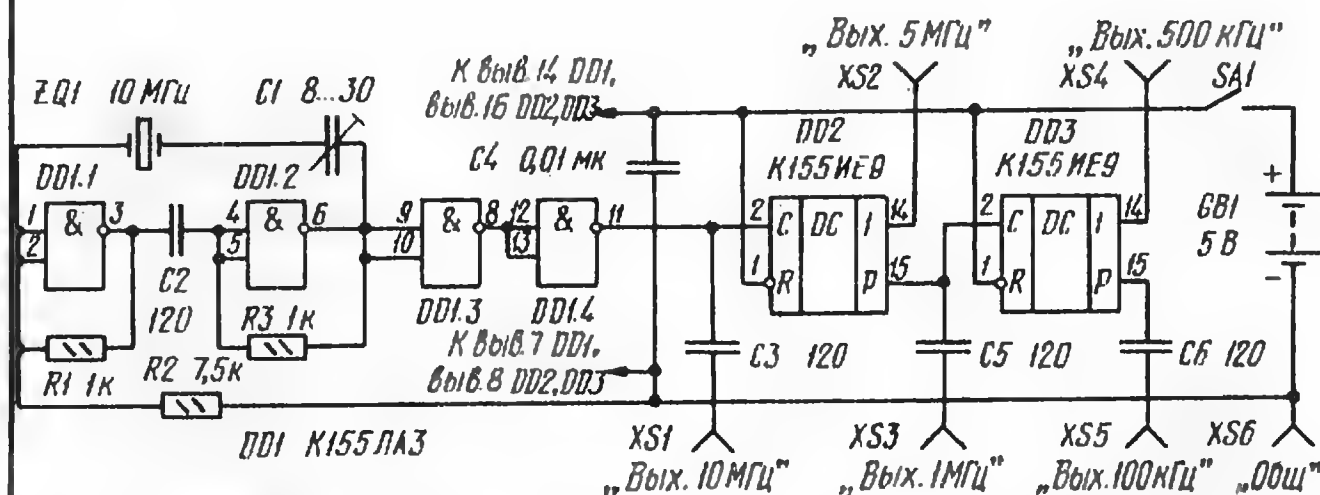 „Вых. 5 МГц"
„Вых. 500 кГц"
К выв. 14 DD1,
выв. 16 DD2, DD3
XS2
XS4
SA1
ZQ1 10 МГц
C1 8...30
C4 0,01 мк
DD2
К155ИЕ9
DD3
К155ИЕ9
DD1.1
DD1.2
1
2
&
3
4
5
&
6
9
10
&
8
12
13
&
11
2
C
DC
1
14
1
R
P
15
2
C
DC
1
14
1
R
P
15
+
GB1
5 В
-
C2
120
DD1.3
DD1.4
R1 1к
R2 7,5к
R3 1к
К выв. 7 DD1,
выв. 8 DD2, DD3
C3 120
C5 120
C6 120
DD1 К155ЛА3
XS1
XS3
XS5
XS6
„Вых. 10 МГц"
„Вых. 1 МГц"
„Вых. 100 кГц"
„Общ"